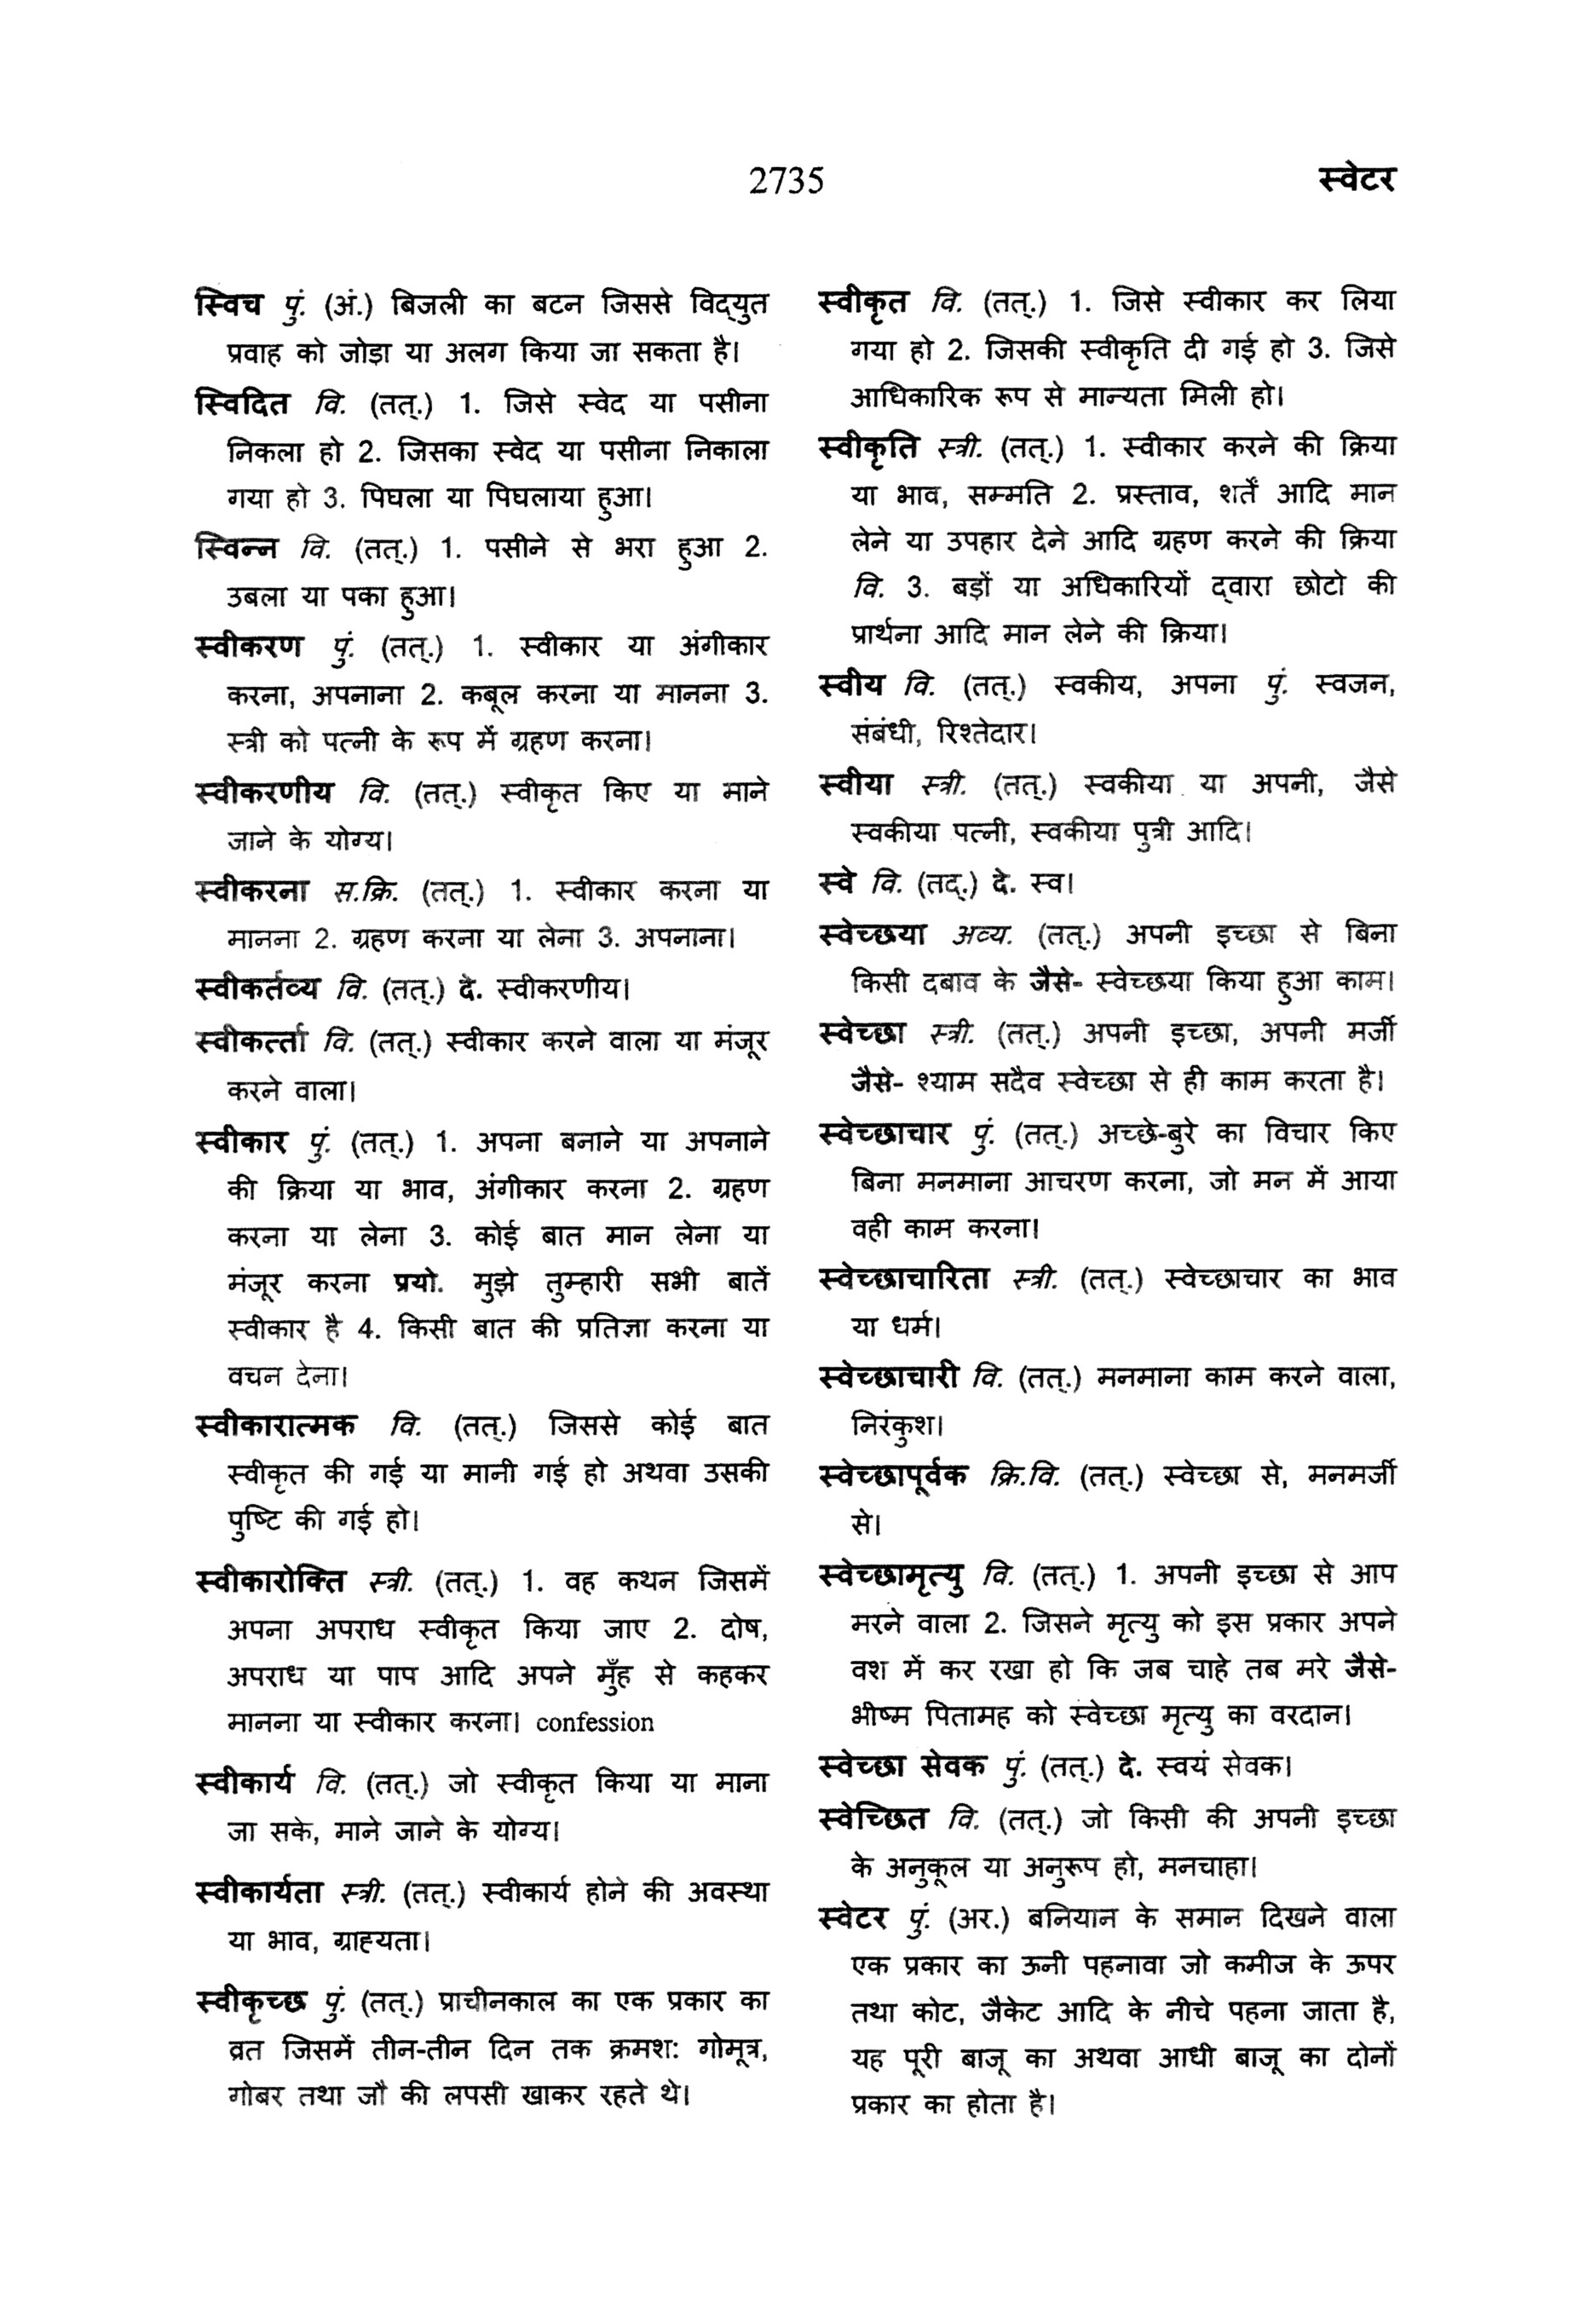 2735
स्वेटर
स्विच पुं. (अं.) बिजली का बटन जिससे विद्‌युत
प्रवाह को जोड़ा या अलग किया जा सकता है।
स्विदित वि. (तत्.) 1. जिसे स्वेद या पसीना
निकला हो 2. जिसका स्वेद या पसीना निकाला
गया हो 3. पिघला या पिघलाया हुआ।
स्विन्न वि. (तत्.) 1. पसीने से भरा हुआ 2.
उबला या पका हुआ।
स्वीकरण पुं. (तत्.) 1. स्वीकार या अंगीकार
करना, अपनाना 2. कबूल करना या मानना 3.
स्त्री को पत्नी के रूप में ग्रहण करना।
स्वीकरणीय वि. (तत्.) स्वीकृत किए या माने
जाने के योग्य।
स्वीकरना स.क्रि. (तत्.) 1. स्वीकार करना या
मानना 2. ग्रहण करना या लेना 3. अपनाना।
स्वीकर्तव्य वि. (तत्.) दे. स्वीकरणीय।
स्वीकर्त्ता वि. (तत्.) स्वीकार करने वाला या मंजूर
करने वाला।
स्वीकार पुं. (तत्.) 1. अपना बनाने या अपनाने
की क्रिया या भाव, अंगीकार करना 2. ग्रहण
करना या लेना 3. कोई बात मान लेना या
मंजूर करना प्रयो. मुझे तुम्हारी सभी बातें
स्वीकार है 4. किसी बात की प्रतिज्ञा करना या
वचन देना।
स्वीकारात्मक वि. (तत्.) जिससे कोई बात
स्वीकृत की गई या मानी गई हो अथवा उसकी
पुष्टि की गई हो।
स्वीकारोक्ति स्त्री. (तत्.) 1. वह कथन जिसमें
अपना अपराध स्वीकृत किया जाए 2. दोष,
अपराध या पाप आदि अपने मुँह से कहकर
मानना या स्वीकार करना। confession
स्वीकार्य वि. (तत्.) जो स्वीकृत किया या माना
जा सके, माने जाने के योग्य।
स्वीकार्यता स्त्री. (तत्.) स्वीकार्य होने की अवस्था
या भाव, ग्राह्यता।
स्वीकृच्छ पुं. (तत्.) प्राचीनकाल का एक प्रकार का
व्रत जिसमें तीन-तीन दिन तक क्रमश: गोमूत्र,
गोबर तथा जौ की लपसी खाकर रहते थे।
स्वीकृत वि. (तत्.) 1. जिसे स्वीकार कर लिया
गया हो 2. जिसकी स्वीकृति दी गई हो 3. जिसे
आधिकारिक रूप से मान्यता मिली हो।
स्वीकृति स्त्री. (तत्.) 1. स्वीकार करने की क्रिया
या भाव, सम्मति 2. प्रस्ताव, शर्तें आदि मान
लेने या उपहार देने आदि ग्रहण करने की क्रिया
वि. 3. बड़ों या अधिकारियों द्‌वारा छोटो की
प्रार्थना आदि मान लेने की क्रिया।
स्वीय वि. (तत्.) स्वकीय, अपना पुं. स्वजन,
संबंधी, रिश्तेदार।
स्वीया स्त्री. (तत्.) स्वकीया या अपनी, जैसे
स्वकीया पत्नी, स्वकीया पुत्री आदि।
स्वे वि. (तद्.) दे. स्व।
स्वेच्छया अव्य. (तत्.) अपनी इच्छा से बिना
किसी दबाव के जैसे- स्वेच्छया किया हुआ काम।
स्वेच्छा स्त्री. (तत्.) अपनी इच्छा, अपनी मर्जी
जैसे- श्याम सदैव स्वेच्छा से ही काम करता है।
स्वेच्छाचार पुं. (तत्.) अच्छे-बुरे का विचार किए
बिना मनमाना आचरण करना, जो मन में आया
वही काम करना।
स्वेच्छाचारिता स्त्री. (तत्.) स्वेच्छाचार का भाव
या धर्म।
स्वेच्छाचारी वि. (तत्.) मनमाना काम करने वाला,
निरंकुश।
स्वेच्छापूर्वक क्रि.वि. (तत्.) स्वेच्छा से, मनमर्जी
से।
स्वेच्छामृत्यु वि. (तत्.) 1. अपनी इच्छा से आप
मरने वाला 2. जिसने मृत्यु को इस प्रकार अपने
वश में कर रखा हो कि जब चाहे तब मरे जैसे-
भीष्म पितामह को स्वेच्छा मृत्यु का वरदान।
स्वेच्छा सेवक पुं. (तत्.) दे. स्वयं सेवक।
स्वेच्छित वि. (तत्.) जो किसी की अपनी इच्छा
के अनुकूल या अनुरूप हो, मनचाहा।
स्वेटर पुं. (अर.) बनियान के समान दिखने वाला
एक प्रकार का ऊनी पहनावा जो कमीज के ऊपर
तथा कोट, जैकेट आदि के नीचे पहना जाता है,
यह पूरी बाजू का अथवा आधी बाजू का दोनों
प्रकार का होता है।